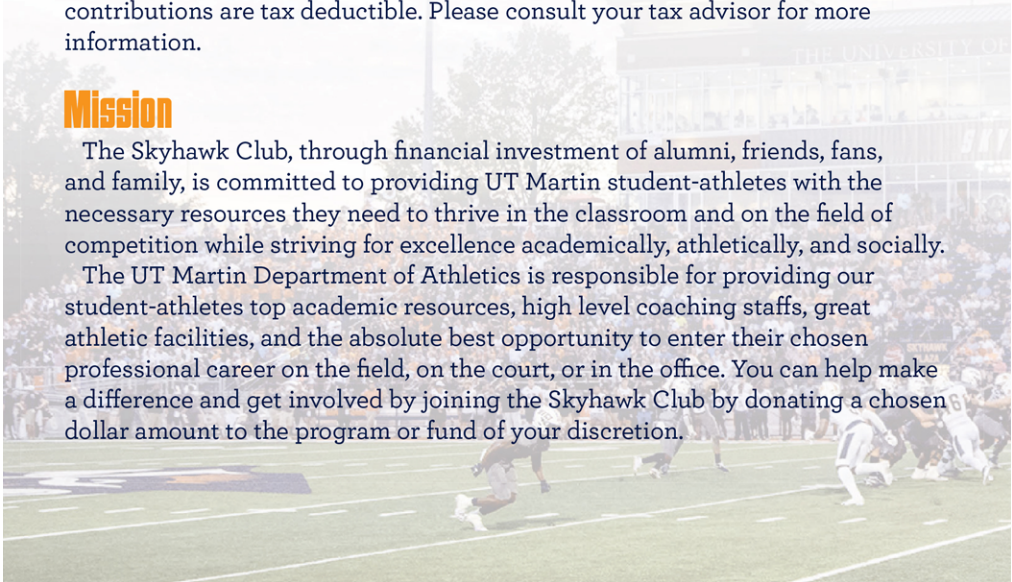 contributions are tax deductible. Please consult your tax advisor for more
information.
Mission
The Skyhawk Club, through financial investment of alumni, friends, fans,
and family, is committed to providing UT Martin student-athletes with the
necessary resources they need to thrive in the classroom and on the field of
competition while striving for excellence academically, athletically, and socially.
The UT Martin Department of Athletics is responsible for providing our
student-athletes top academic resources, high level coaching staffs, great
athletic facilities, and the absolute best opportunity to enter their chosen
professional career on the field, on the court, or in the office. You can help make
a difference and get involved by joining the Skyhawk Club by donating a chosen
dollar amount to the program or fund of your discretion.
THE UNIVERSITY OF
SKYHAWK